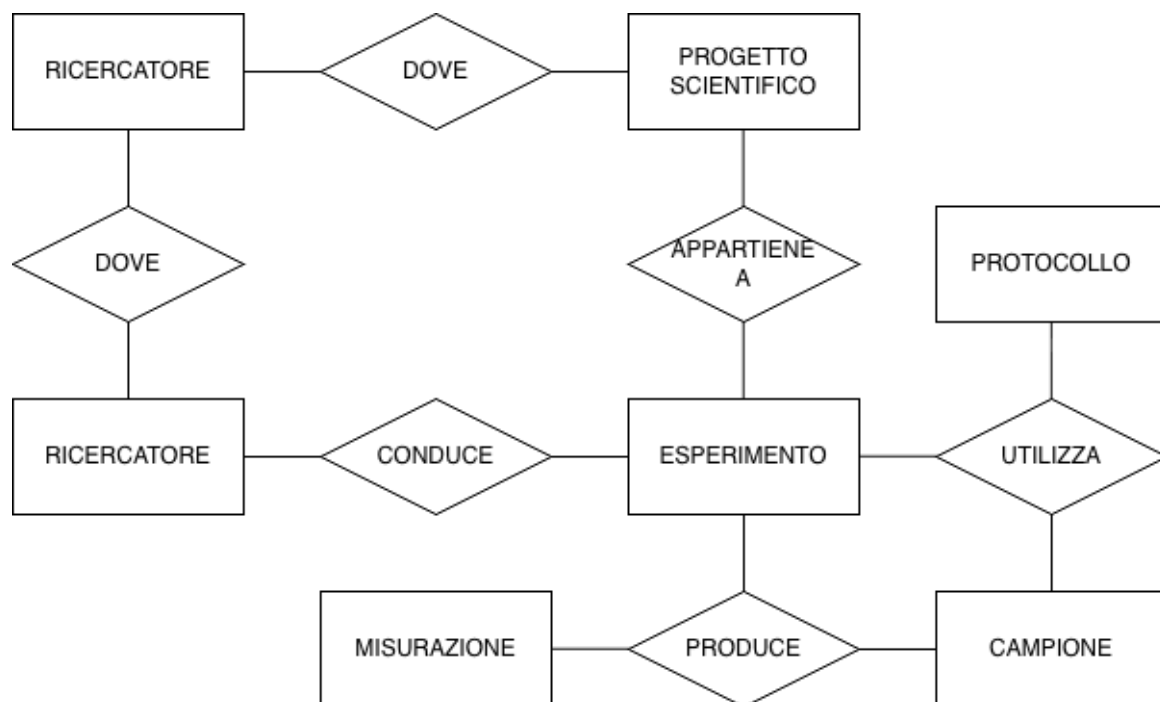 RICERCATORE
DOVE
PROGETTO
SCIENTIFICO
DOVE
APPARTIENE
A
PROTOCOLLO
RICERCATORE
CONDUCE
ESPERIMENTO
UTILIZZA
MISURAZIONE
PRODUCE
CAMPIONE